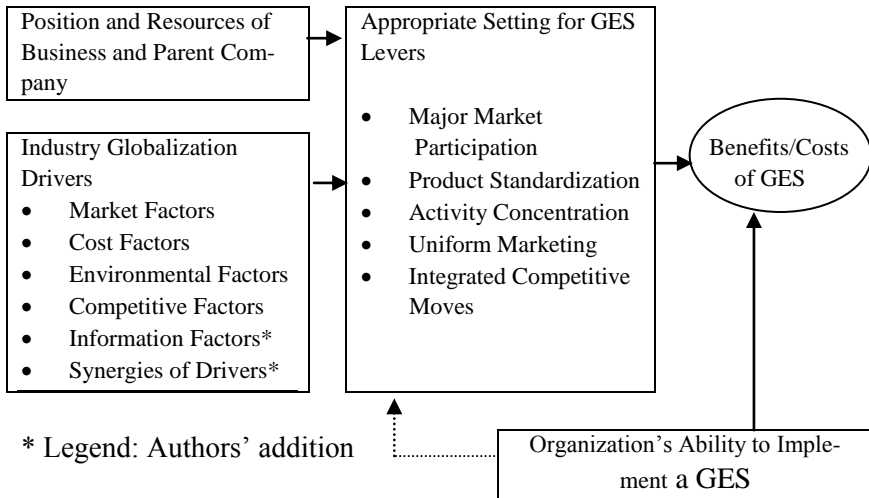 Position and Resources of
Business and Parent Com-
pany
Industry Globalization
Drivers
• Market Factors
• Cost Factors
• Environmental Factors
• Competitive Factors
• Information Factors*
• Synergies of Drivers*
Appropriate Setting for GES
Levers
• Major Market
Participation
• Product Standardization
• Activity Concentration
• Uniform Marketing
• Integrated Competitive
Moves
Benefits/Costs
of GES
* Legend: Authors’ addition
Organization’s Ability to Imple-
ment a GES